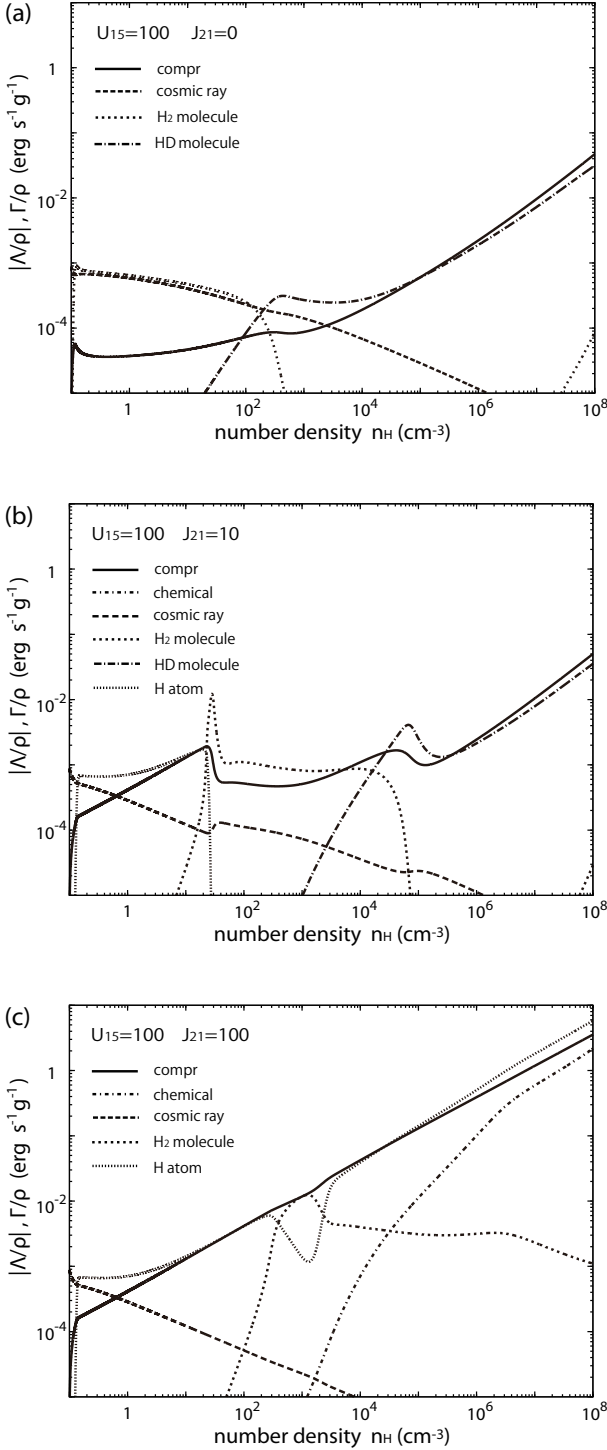 (a)
U15=100 J21=0
compr
cosmic ray
H2 molecule
HD molecule
|Λ/ρ| , Γ/ρ (erg s-1g-1)
1
10-2
10-4
1 102 104 106 108
number density nH (cm-3)
(b)
U15=100 J21=10
compr
chemical
cosmic ray
H2 molecule
HD molecule
H atom
|Λ/ρ| , Γ/ρ (erg s-1g-1)
1
10-2
10-4
1 102 104 106 108
number density nH (cm-3)
(c)
U15=100 J21=100
compr
chemical
cosmic ray
H2 molecule
H atom
|Λ/ρ| , Γ/ρ (erg s-1g-1)
1
10-2
10-4
1 102 104 106 108
number density nH (cm-3)